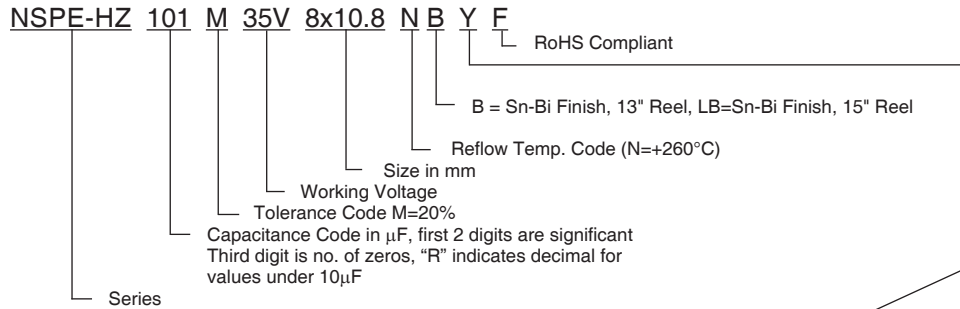 NSPE-HZ 101 M 35V 8x10.8 N B Y F
RoHS Compliant
B = Sn-Bi Finish, 13" Reel, LB=Sn-Bi Finish, 15" Reel
Reflow Temp. Code (N=+260°C)
Size in mm
Working Voltage
Tolerance Code M=20%
Capacitance Code in μF, first 2 digits are significant
Third digit is no. of zeros, “R” indicates decimal for
values under 10μF
Series